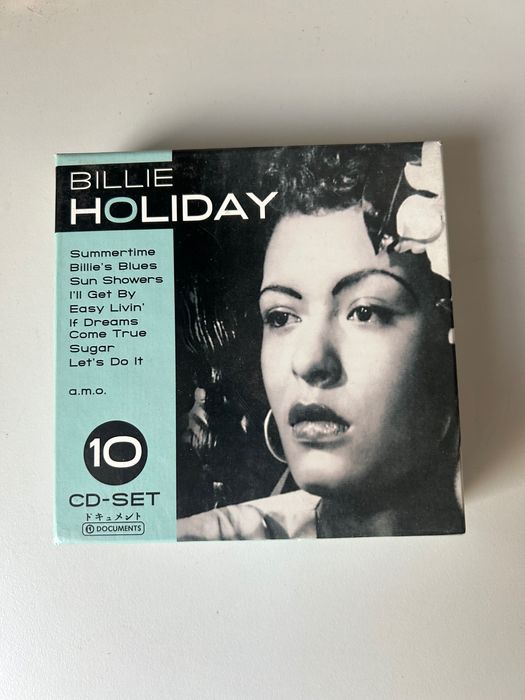 BILLIE
HOLIDAY
Summertime
Billie's Blues
Sun Showers
I'll Get By
Easy Livin'
If Dreams
Come True
Sugar
Let's Do It
a.m.o.
10
CD-SET
ドキュメント
DOCUMENTS